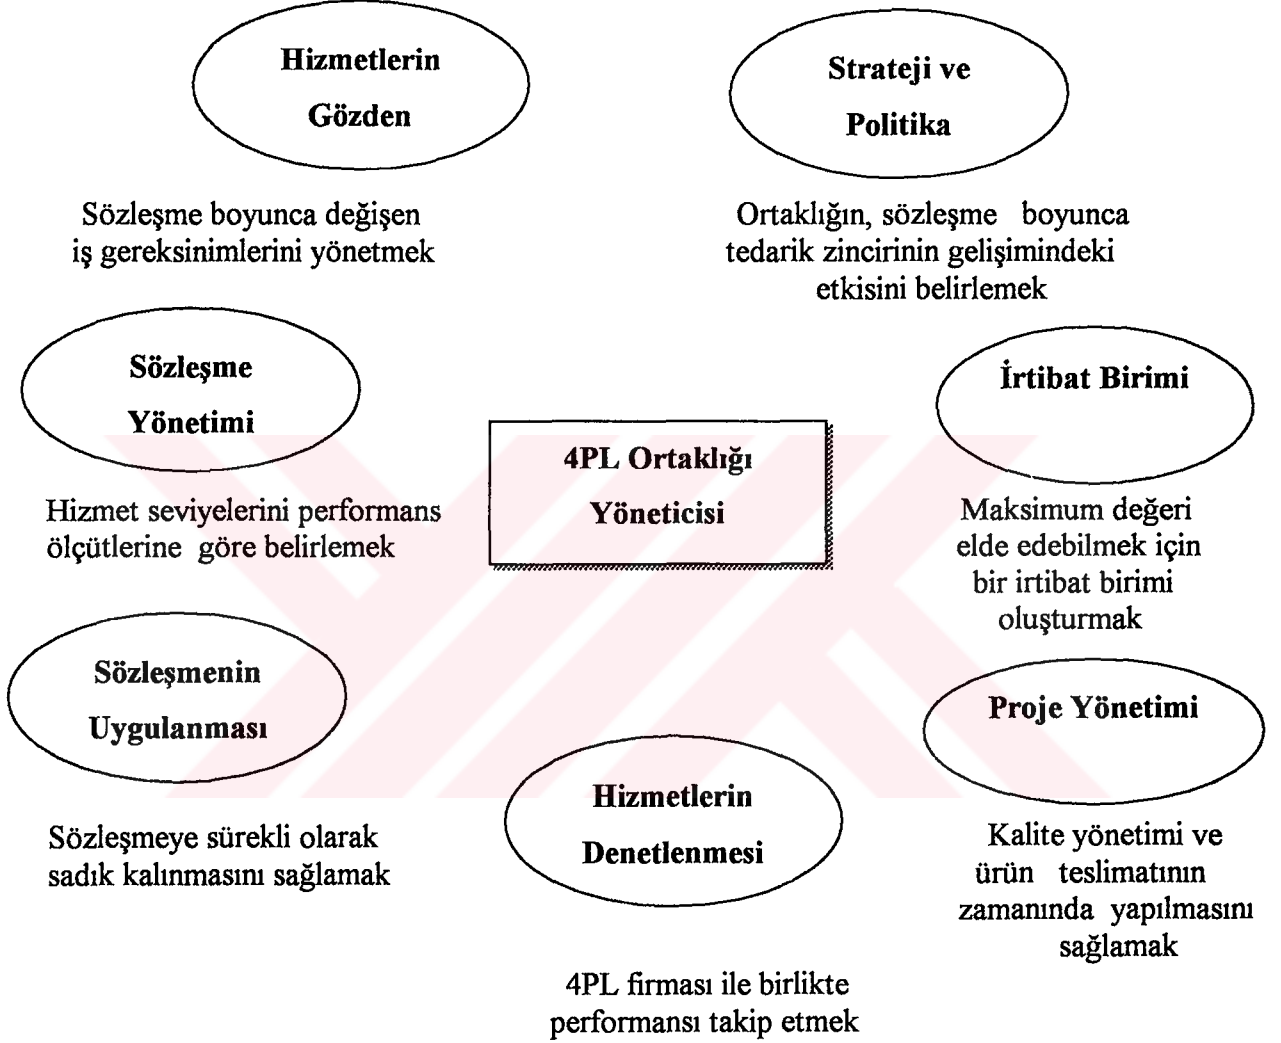 Hizmetlerin
Gözden
Strateji ve
Politika
Sözleşme boyunca değişen
iş gereksinimlerini yönetmek
Ortaklığın, sözleşme boyunca
tedarik zincirinin gelişimindeki
etkisini belirlemek
Sözleşme
Yönetimi
İrtibat Birimi
4PL Ortaklığı
Yöneticisi
Hizmet seviyelerini performans
ölçütlerine göre belirlemek
Maksimum değeri
elde edebilmek için
bir irtibat birimi
oluşturmak
Sözleşmenin
Uygulanması
Proje Yönetimi
Hizmetlerin
Denetlenmesi
Sözleşmeye sürekli olarak
sadık kalınmasını sağlamak
Kalite yönetimi ve
ürün teslimatının
zamanında yapılmasını
sağlamak
4PL firması ile birlikte
performansı takip etmek